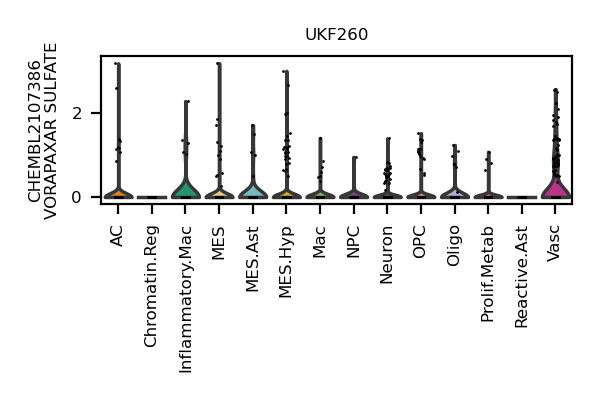 UKF260
CHEMBL2107386
VORAPAXAR SULFATE
2
0
AC
Chromatin.Reg
Inflammatory.Mac
MES
MES.Ast
MES.Hyp
Mac
NPC
Neuron
OPC
Oligo
Prolif.Metab
Reactive.Ast
Vasc